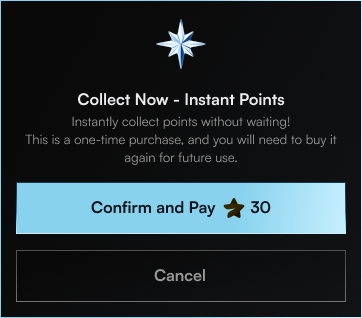 Collect Now - Instant Points
Instantly collect points without waiting!
This is a one-time purchase, and you will need to buy it
again for future use.
Confirm and Pay 30
Cancel